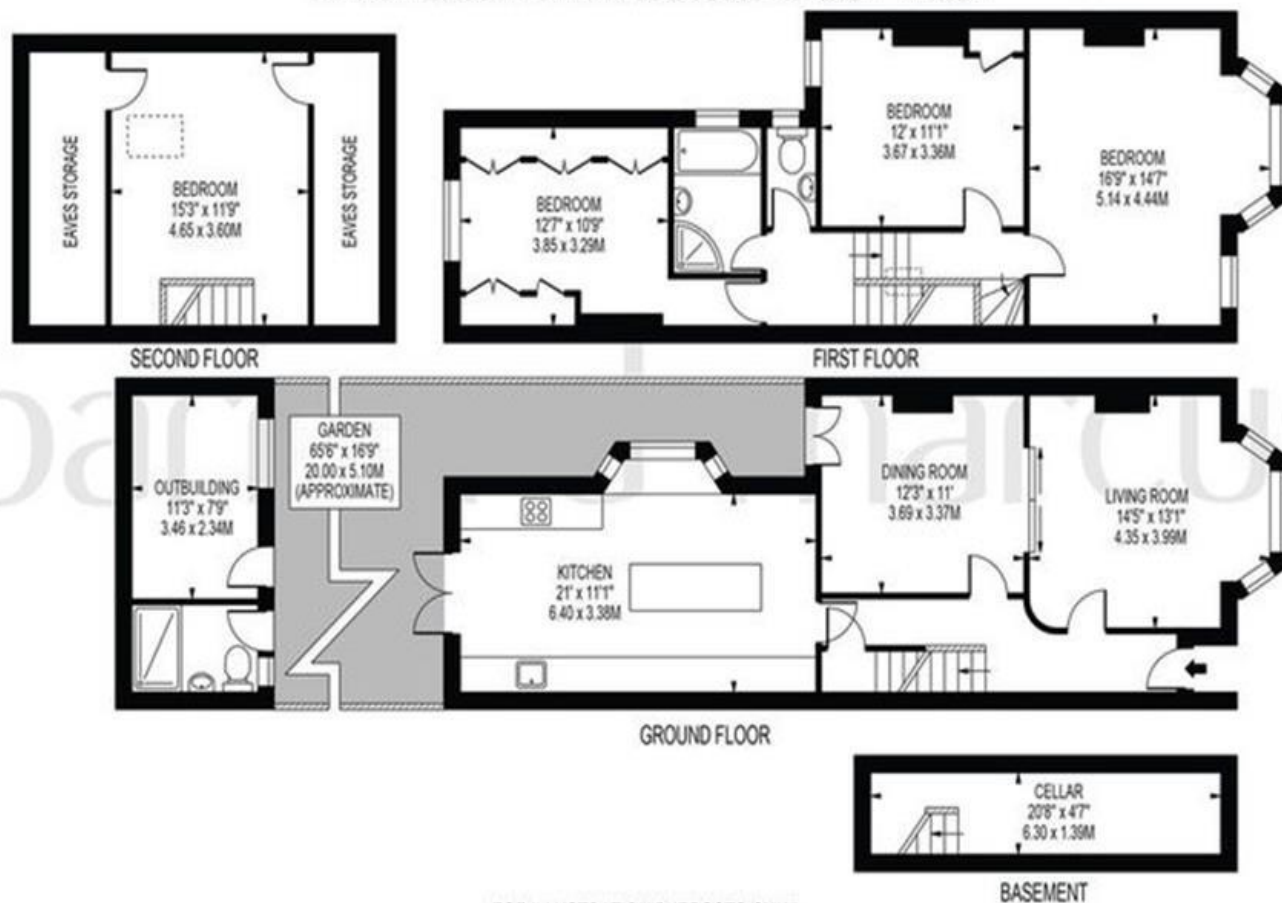 EAVES STORAGE
BEDROOM
15'3" x 11'9"
4.65 x 3.60M
EAVES STORAGE
SECOND FLOOR
BEDROOM
12'7" x 10'9"
3.85 x 3.29M
BEDROOM
12' x 11'1"
3.67 x 3.36M
BEDROOM
16'9" x 14'7"
5.14 x 4.44M
FIRST FLOOR
OUTBUILDING
11'3" x 7'9"
3.46 x 2.34M
GARDEN
65'6" x 16'9"
20.00 x 5.10M
(APPROXIMATE)
KITCHEN
21' x 11'1"
6.40 x 3.38M
DINING ROOM
12'3" x 11'
3.69 x 3.37M
LIVING ROOM
14'5" x 13'1"
4.35 x 3.99M
GROUND FLOOR
CELLAR
20'8" x 4'7"
6.30 x 1.39M
BASEMENT